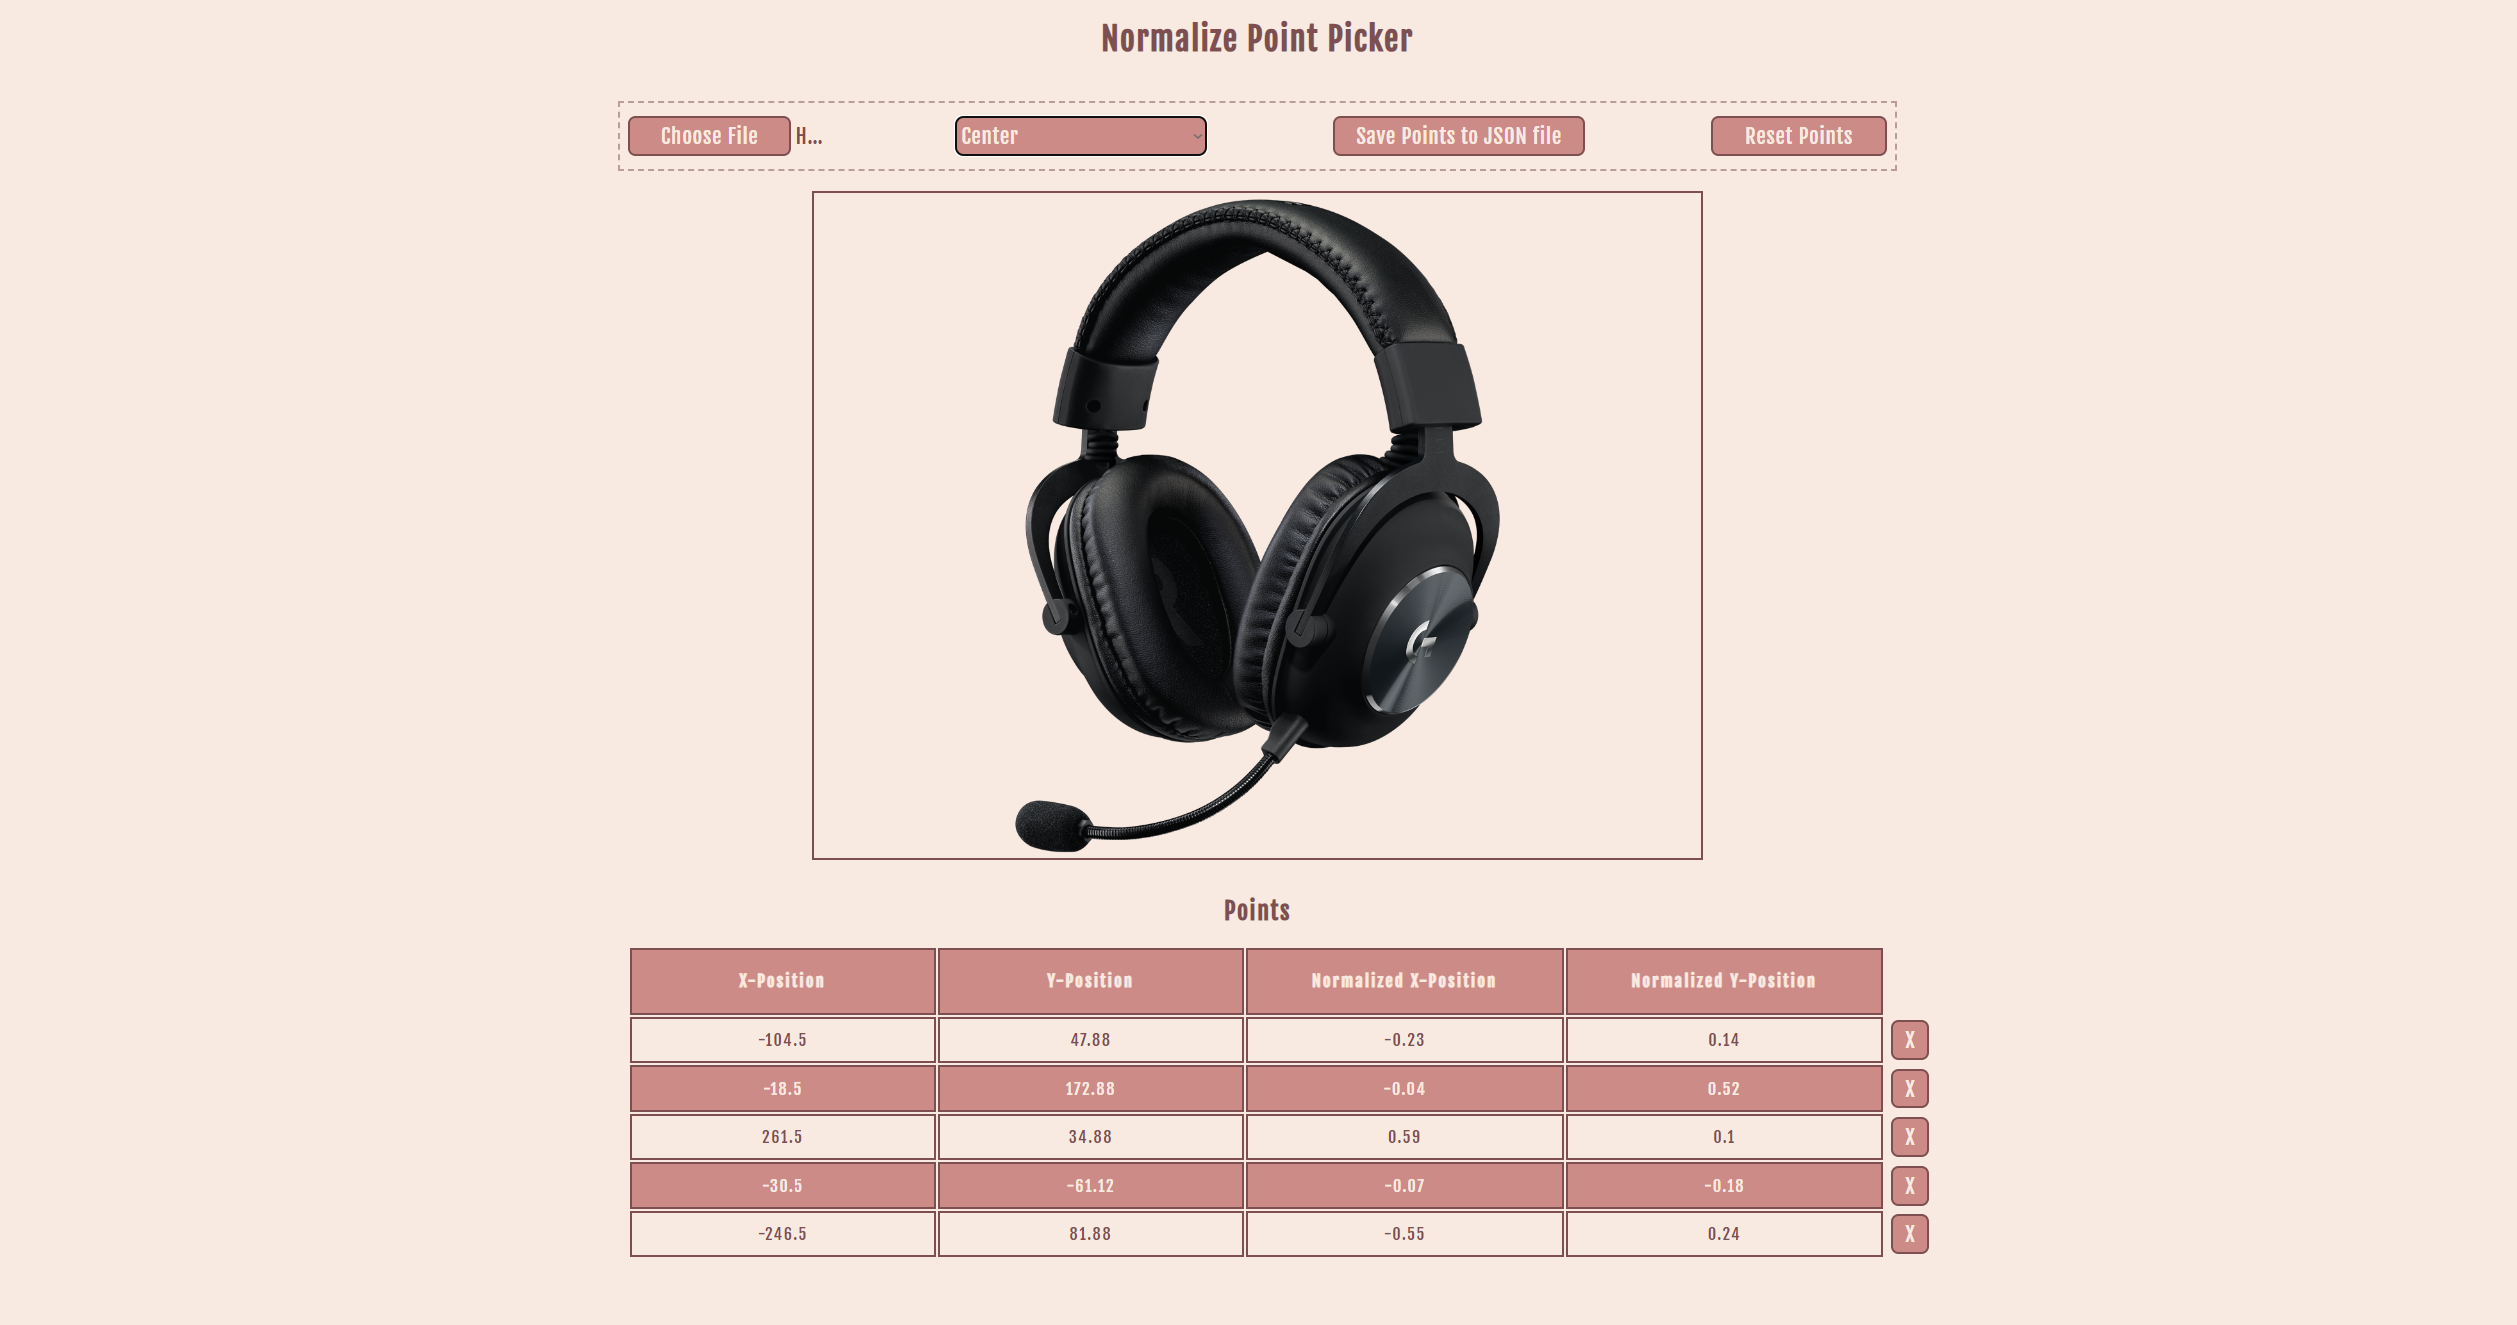 Normalize Point Picker
Choose File H... Center Save Points to JSON file Reset Points
G
Points
X-Position Y-Position Normalized X-Position Normalized Y-Position
-104.5 47.88 -0.23 0.14 X
-18.5 172.88 -0.04 0.52 X
261.5 34.88 0.59 0.1 X
-30.5 -61.12 -0.07 -0.18 X
-246.5 81.88 -0.55 0.24 X